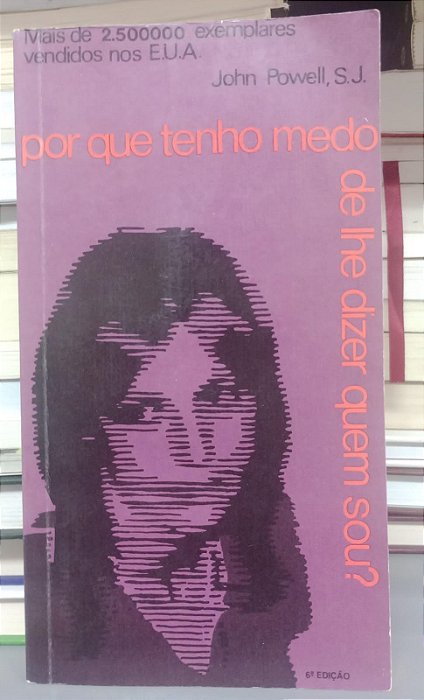 Mais de 2.500000 exemplares
vendidos nos E.U.A.
John Powell, S.J.
por que tenho medo
de lhe dizer quem sou?
6ª EDIÇÃO